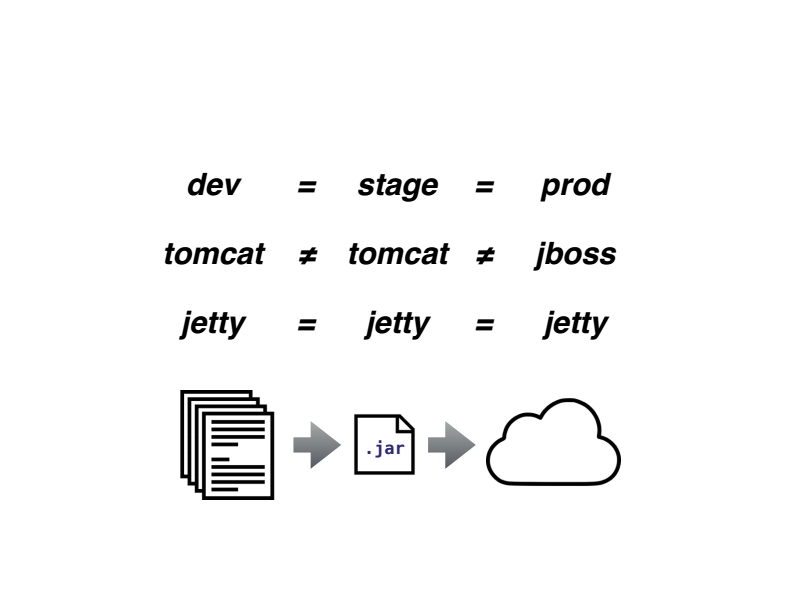 dev = stage = prod
tomcat ≠ tomcat ≠ jboss
jetty = jetty = jetty
.jar